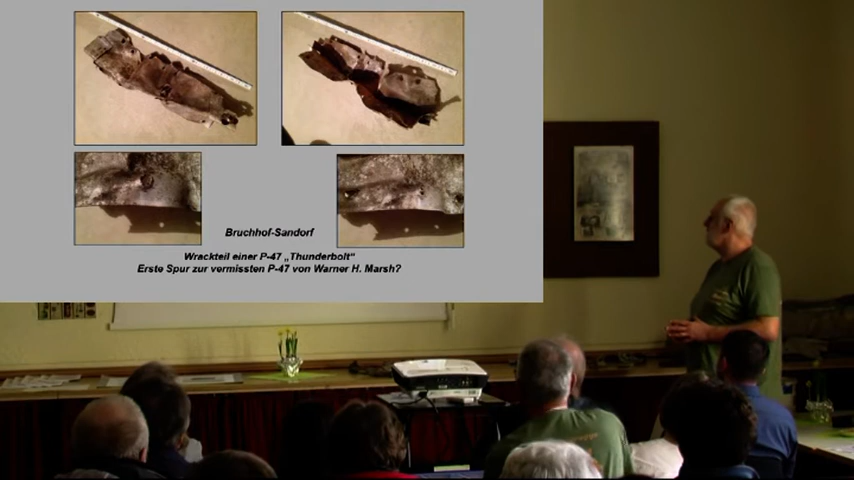 Bruchhof-Sandorf
Wrackteil einer P-47 „Thunderbolt“
Erste Spur zur vermissten P-47 von Warner H. Marsh?